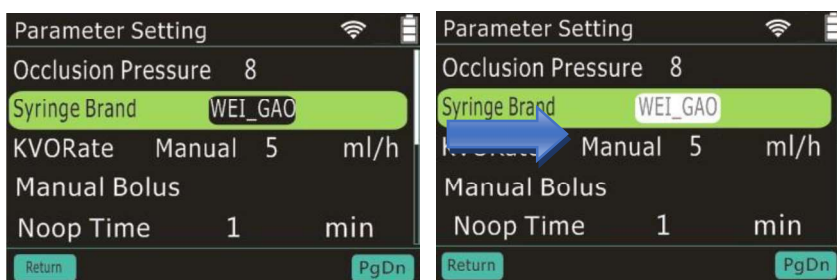 Parameter Setting
Occlusion Pressure 8
Syringe Brand WEI_GAO
KVORate Manual 5 ml/h
Manual Bolus
Noop Time 1 min
Return PgDn
Parameter Setting
Occlusion Pressure 8
Syringe Brand WEI_GAO
Manual 5 ml/h
Manual Bolus
Noop Time 1 min
Return PgDn